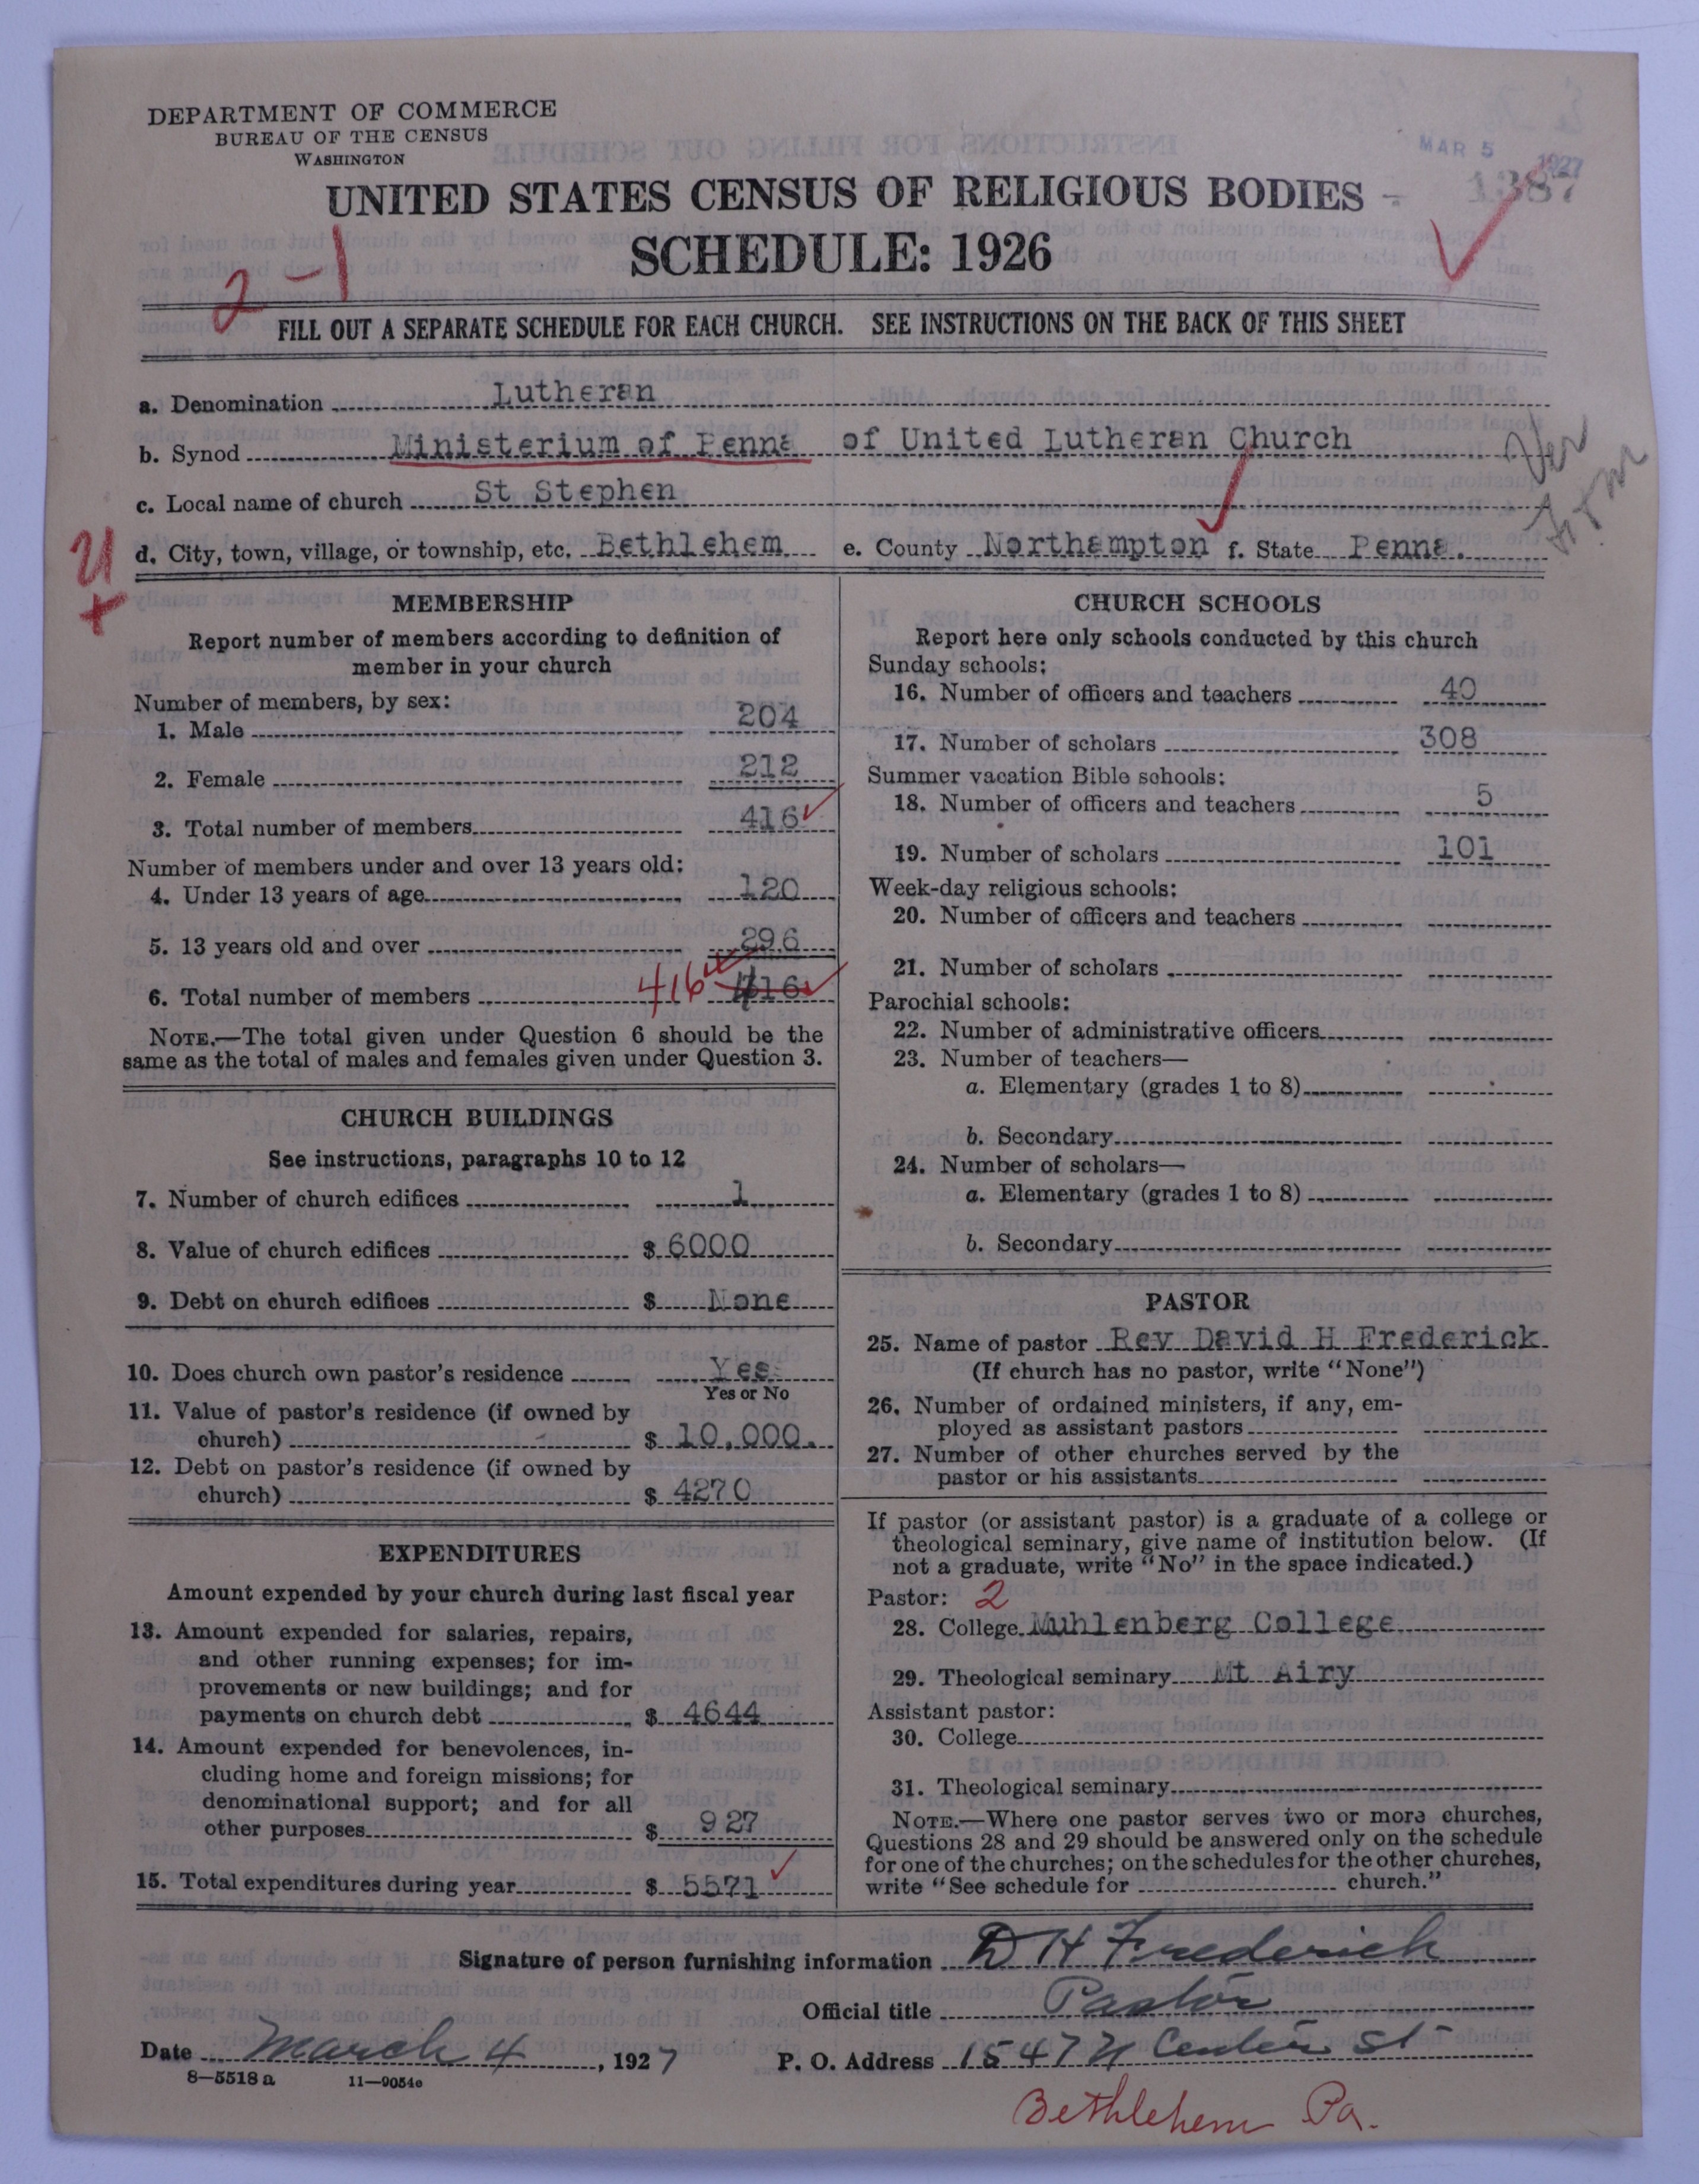 DEPARTMENT OF COMMERCE
BUREAU OF THE CENSUS
WASHINGTON
MAR 5 1927
1387
UNITED STATES CENSUS OF RELIGIOUS BODIES
SCHEDULE: 1926
2-1
FILL OUT A SEPARATE SCHEDULE FOR EACH CHURCH. SEE INSTRUCTIONS ON THE BACK OF THIS SHEET
a. Denomination Lutheran
b. Synod Ministerium of Penna of United Lutheran Church
c. Local name of church St Stephen
d. City, town, village, or township, etc. Bethlehem e. County Northampton f. State Penna.
MEMBERSHIP
Report number of members according to definition of
member in your church
Number of members, by sex:
1. Male 204
2. Female 212
3. Total number of members 416
Number of members under and over 13 years old:
4. Under 13 years of age 120
5. 13 years old and over 296
6. Total number of members 416
NOTE.—The total given under Question 6 should be the
same as the total of males and females given under Question 3.
CHURCH BUILDINGS
See instructions, paragraphs 10 to 12
7. Number of church edifices 1
8. Value of church edifices $ 6000
9. Debt on church edifices $ None
10. Does church own pastor's residence Yes
Yes or No
11. Value of pastor's residence (if owned by
church) $ 10,000.
12. Debt on pastor's residence (if owned by
church) $ 4270
EXPENDITURES
Amount expended by your church during last fiscal year
13. Amount expended for salaries, repairs,
and other running expenses; for im-
provements or new buildings; and for
payments on church debt $ 4644
14. Amount expended for benevolences, in-
cluding home and foreign missions; for
denominational support; and for all
other purposes $ 927
15. Total expenditures during year $ 5571
CHURCH SCHOOLS
Report here only schools conducted by this church
Sunday schools:
16. Number of officers and teachers 40
17. Number of scholars 308
Summer vacation Bible schools:
18. Number of officers and teachers 5
19. Number of scholars 101
Week-day religious schools:
20. Number of officers and teachers
21. Number of scholars
Parochial schools:
22. Number of administrative officers
23. Number of teachers—
a. Elementary (grades 1 to 8)
b. Secondary
24. Number of scholars—
a. Elementary (grades 1 to 8)
b. Secondary
PASTOR
25. Name of pastor Rev David H Frederick
(If church has no pastor, write "None")
26. Number of ordained ministers, if any, em-
ployed as assistant pastors
27. Number of other churches served by the
pastor or his assistants
If pastor (or assistant pastor) is a graduate of a college or
theological seminary, give name of institution below. (If
not a graduate, write "No" in the space indicated.)
Pastor: 2
28. College Muhlenberg College
29. Theological seminary Mt Airy
Assistant pastor:
30. College
31. Theological seminary
NOTE.—Where one pastor serves two or more churches,
Questions 28 and 29 should be answered only on the schedule
for one of the churches; on the schedules for the other churches,
write "See schedule for church."
Signature of person furnishing information D H Frederick
Official title Pastor
Date March 4, 1927 P. O. Address 1547 N Center St
8—5518 a 11—9054c
Bethlehem Pa.